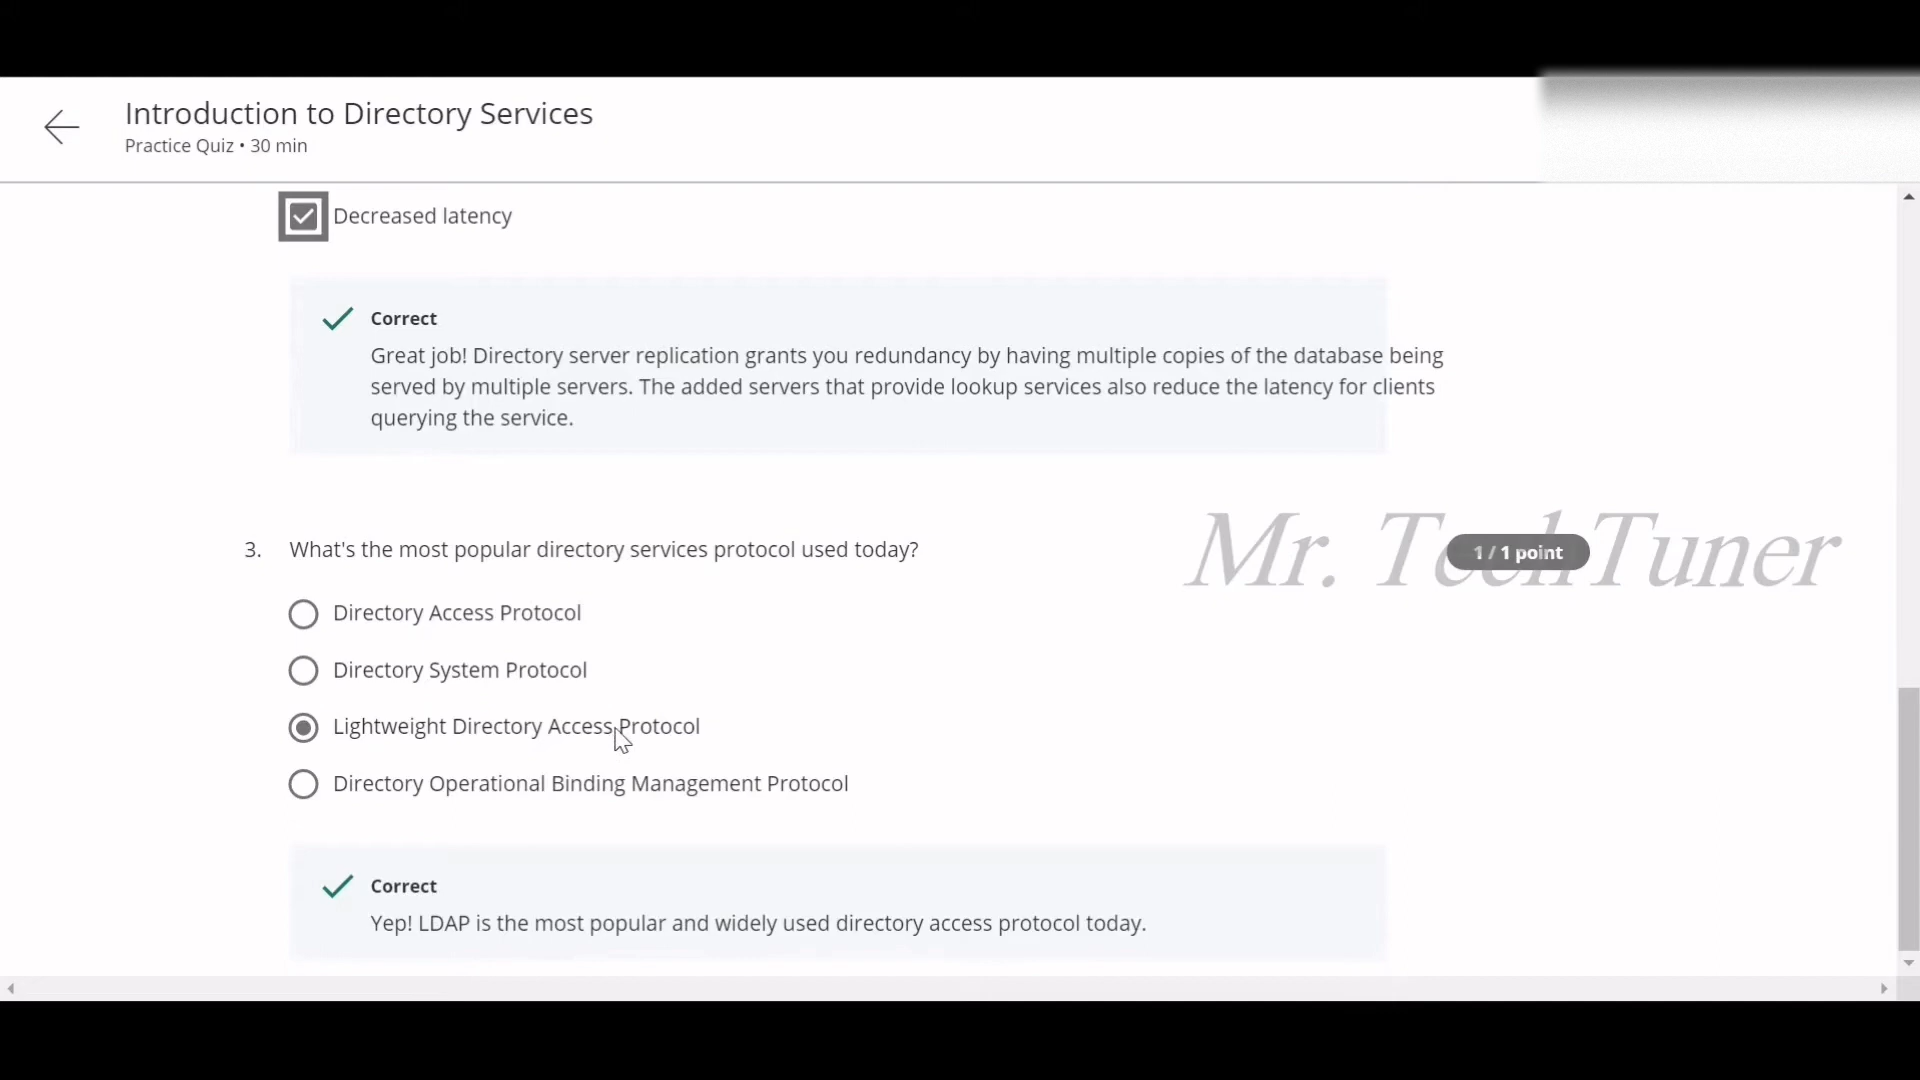 Introduction to Directory Services
Practice Quiz • 30 min
Decreased latency
Correct
Great job! Directory server replication grants you redundancy by having multiple copies of the database being
served by multiple servers. The added servers that provide lookup services also reduce the latency for clients
querying the service.
3. What's the most popular directory services protocol used today?
1 / 1 point
Mr. TechTuner
Directory Access Protocol
Directory System Protocol
Lightweight Directory Access Protocol
Directory Operational Binding Management Protocol
Correct
Yep! LDAP is the most popular and widely used directory access protocol today.